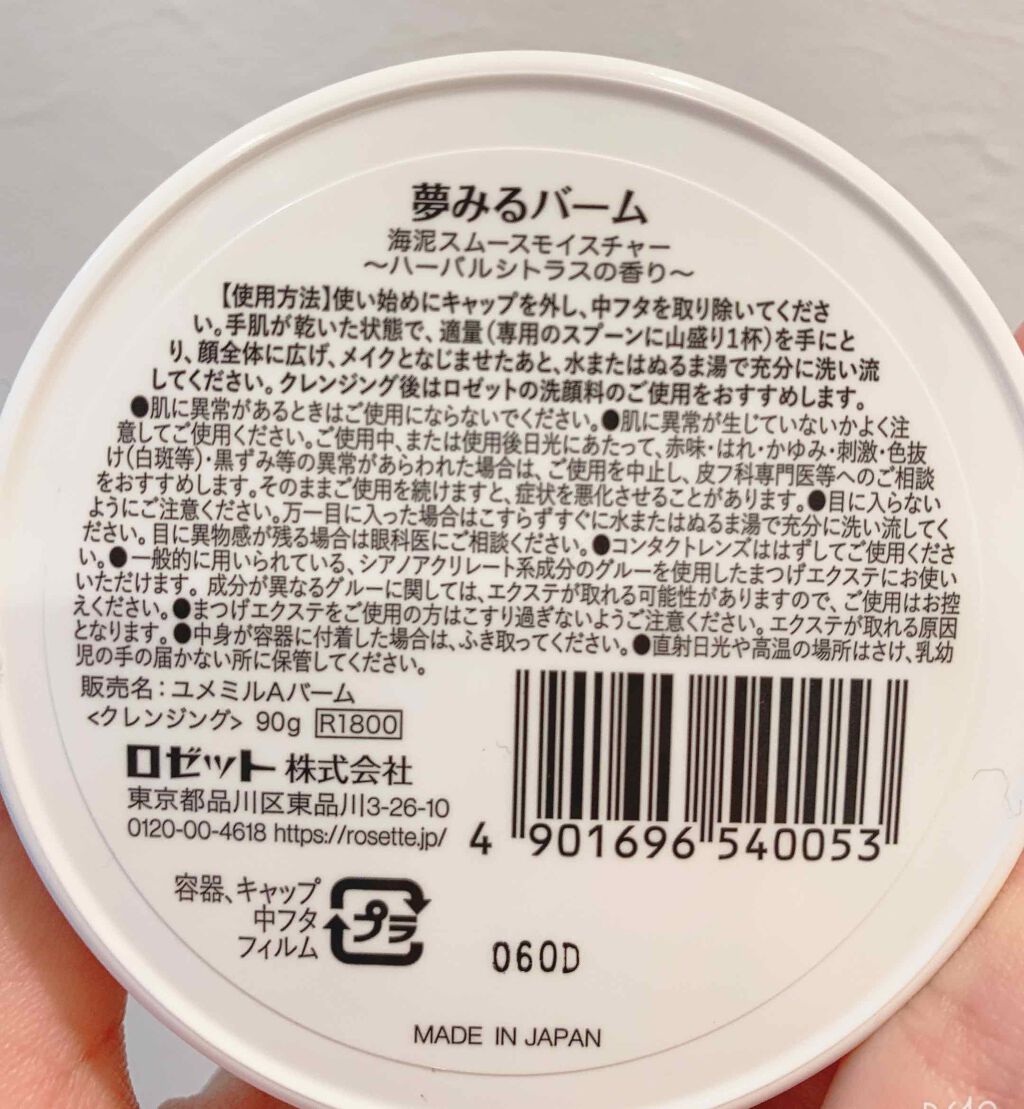 夢みるバーム
海泥スムースモイスチャー
〜ハーバルシトラスの香り〜
【使用方法】使い始めにキャップを外し、中フタを取り除いてくださ
い。手肌が乾いた状態で、適量(専用のスプーンに山盛り1杯)を手にと
り、顔全体に広げ、メイクとなじませたあと、水またはぬるま湯で充分に洗い流
してください。クレンジング後はロゼットの洗顔料のご使用をおすすめします。
●肌に異常があるときはご使用にならないでください。●肌に異常が生じていないかよく注
意してご使用ください。ご使用中、または使用後日光にあたって、赤味・はれ・かゆみ・刺激・色抜
け(白斑等)・黒ずみ等の異常があらわれた場合は、ご使用を中止し、皮フ科専門医等へのご相談
をおすすめします。そのままご使用を続けますと、症状を悪化させることがあります。●目に入らない
ようにご注意ください。万一目に入った場合はこすらずすぐに水またはぬるま湯で充分に洗い流してく
ださい。目に異物感が残る場合は眼科医にご相談ください。●コンタクトレンズははずしてご使用くださ
い。●一般的に用いられている、シアノアクリレート系成分のグルーを使用したまつげエクステにお使い
いただけます。成分が異なるグルーに関しては、エクステが取れる可能性がありますので、ご使用はお控
えください。●まつげエクステをご使用の方はこすり過ぎないようご注意ください。エクステが取れる原因
となります。●中身が容器に付着した場合は、ふき取ってください。●直射日光や高温の場所はさけ、乳幼
児の手の届かない所に保管してください。
販売名:ユメミルAバーム
<クレンジング> 90g R1800
ロゼット 株式会社
東京都品川区東品川3-26-10
0120-00-4618 https://rosette.jp/
4 901696 540053
容器、キャップ
中フタ
フィルム
プラ
060D
MADE IN JAPAN